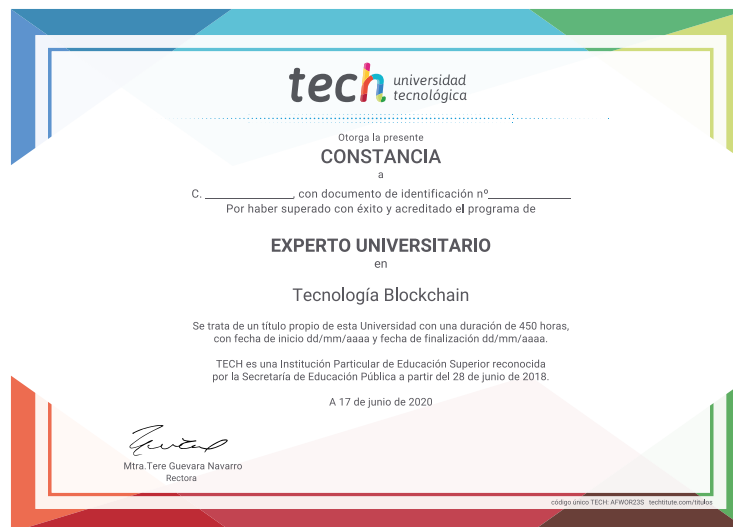 tech universidad
tecnológica
Otorga la presente
CONSTANCIA
a
C. ______________, con documento de identificación nº______________
Por haber superado con éxito y acreditado el programa de
EXPERTO UNIVERSITARIO
en
Tecnología Blockchain
Se trata de un título propio de esta Universidad con una duración de 450 horas,
con fecha de inicio dd/mm/aaaa y fecha de finalización dd/mm/aaaa.
TECH es una Institución Particular de Educación Superior reconocida
por la Secretaría de Educación Pública a partir del 28 de junio de 2018.
A 17 de junio de 2020
Mtra.Tere Guevara Navarro
Rectora
código único TECH: AFWOR23S techtitute.com/títulos